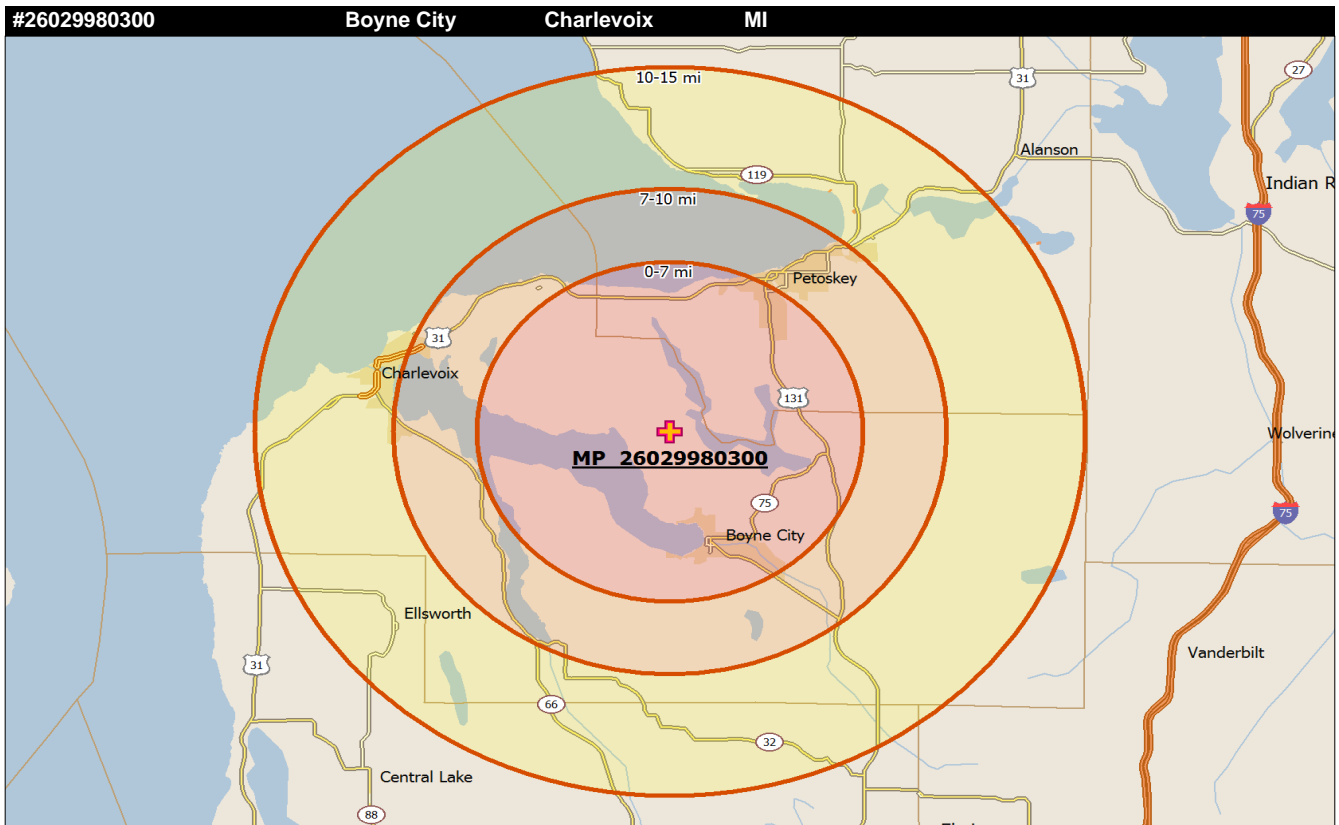 #26029980300 Boyne City Charlevoix MI
10-15 mi
31
27
Alanson
119
Indian R
7-10 mi
75
0-7 mi
Petoskey
31
Charlevoix
131
MP 26029980300
Wolverine
75
75
Boyne City
Ellsworth
31
Vanderbilt
66
32
Central Lake
88